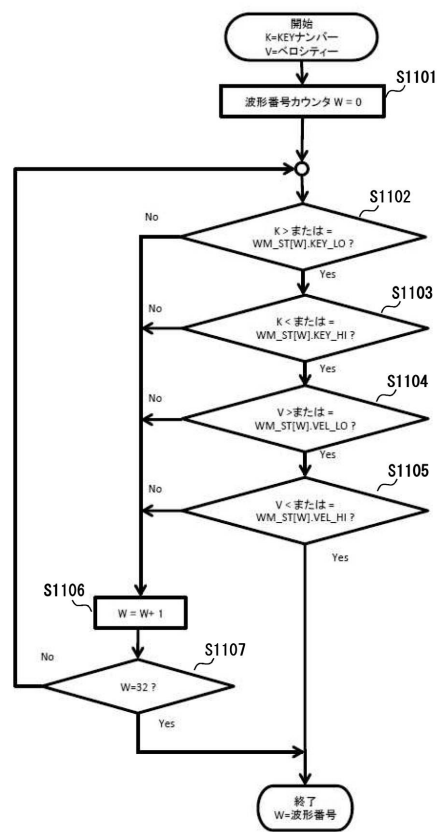 開始
K=KEYナンバー
V=ベロシティー
S1101
波形番号カウンタ W = 0
S1102
No
K > または =
WM_ST[W].KEY_LO ?
Yes
S1103
No
K < または =
WM_ST[W].KEY_HI ?
Yes
S1104
No
V >または =
WM_ST[W].VEL_LO ?
Yes
S1105
No
V < または =
WM_ST[W].VEL_HI ?
Yes
S1106
W = W+ 1
S1107
No
W=32 ?
Yes
終了
W=波形番号